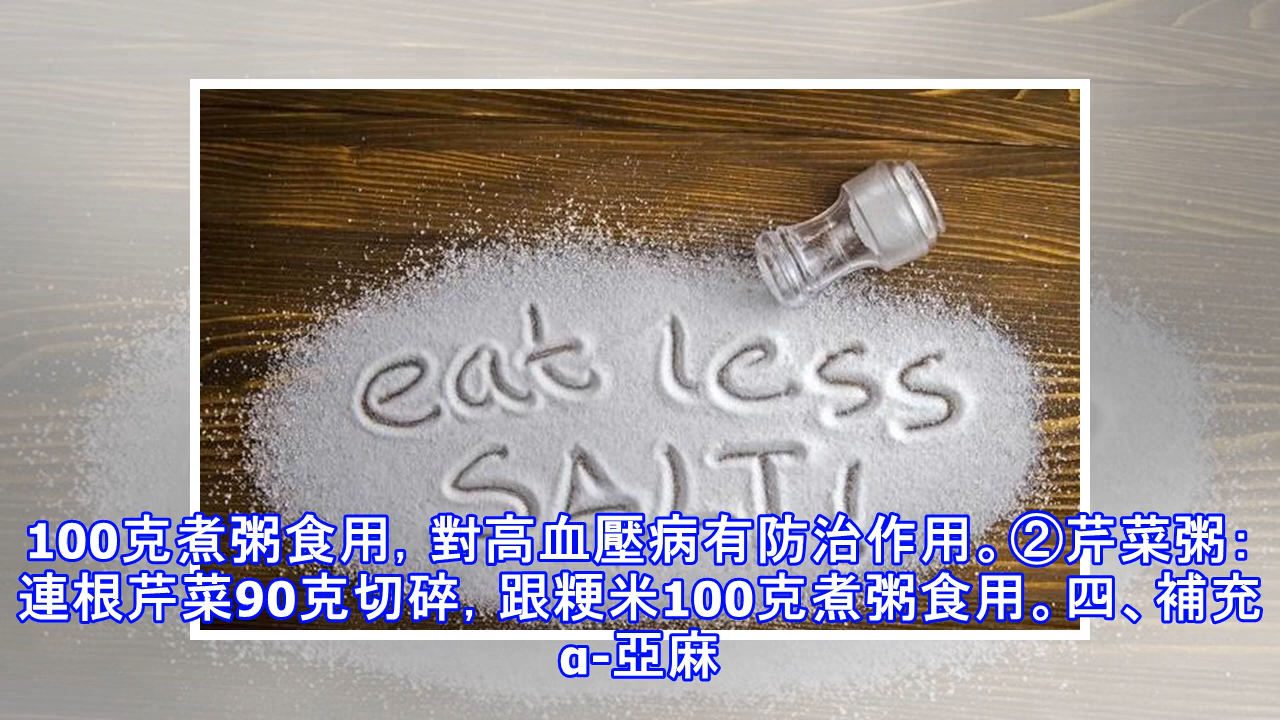 eat less
SALT!
100克煮粥食用，對高血壓病有防治作用。②芹菜粥：
連根芹菜90克切碎，跟粳米100克煮粥食用。四、補充
α-亞麻